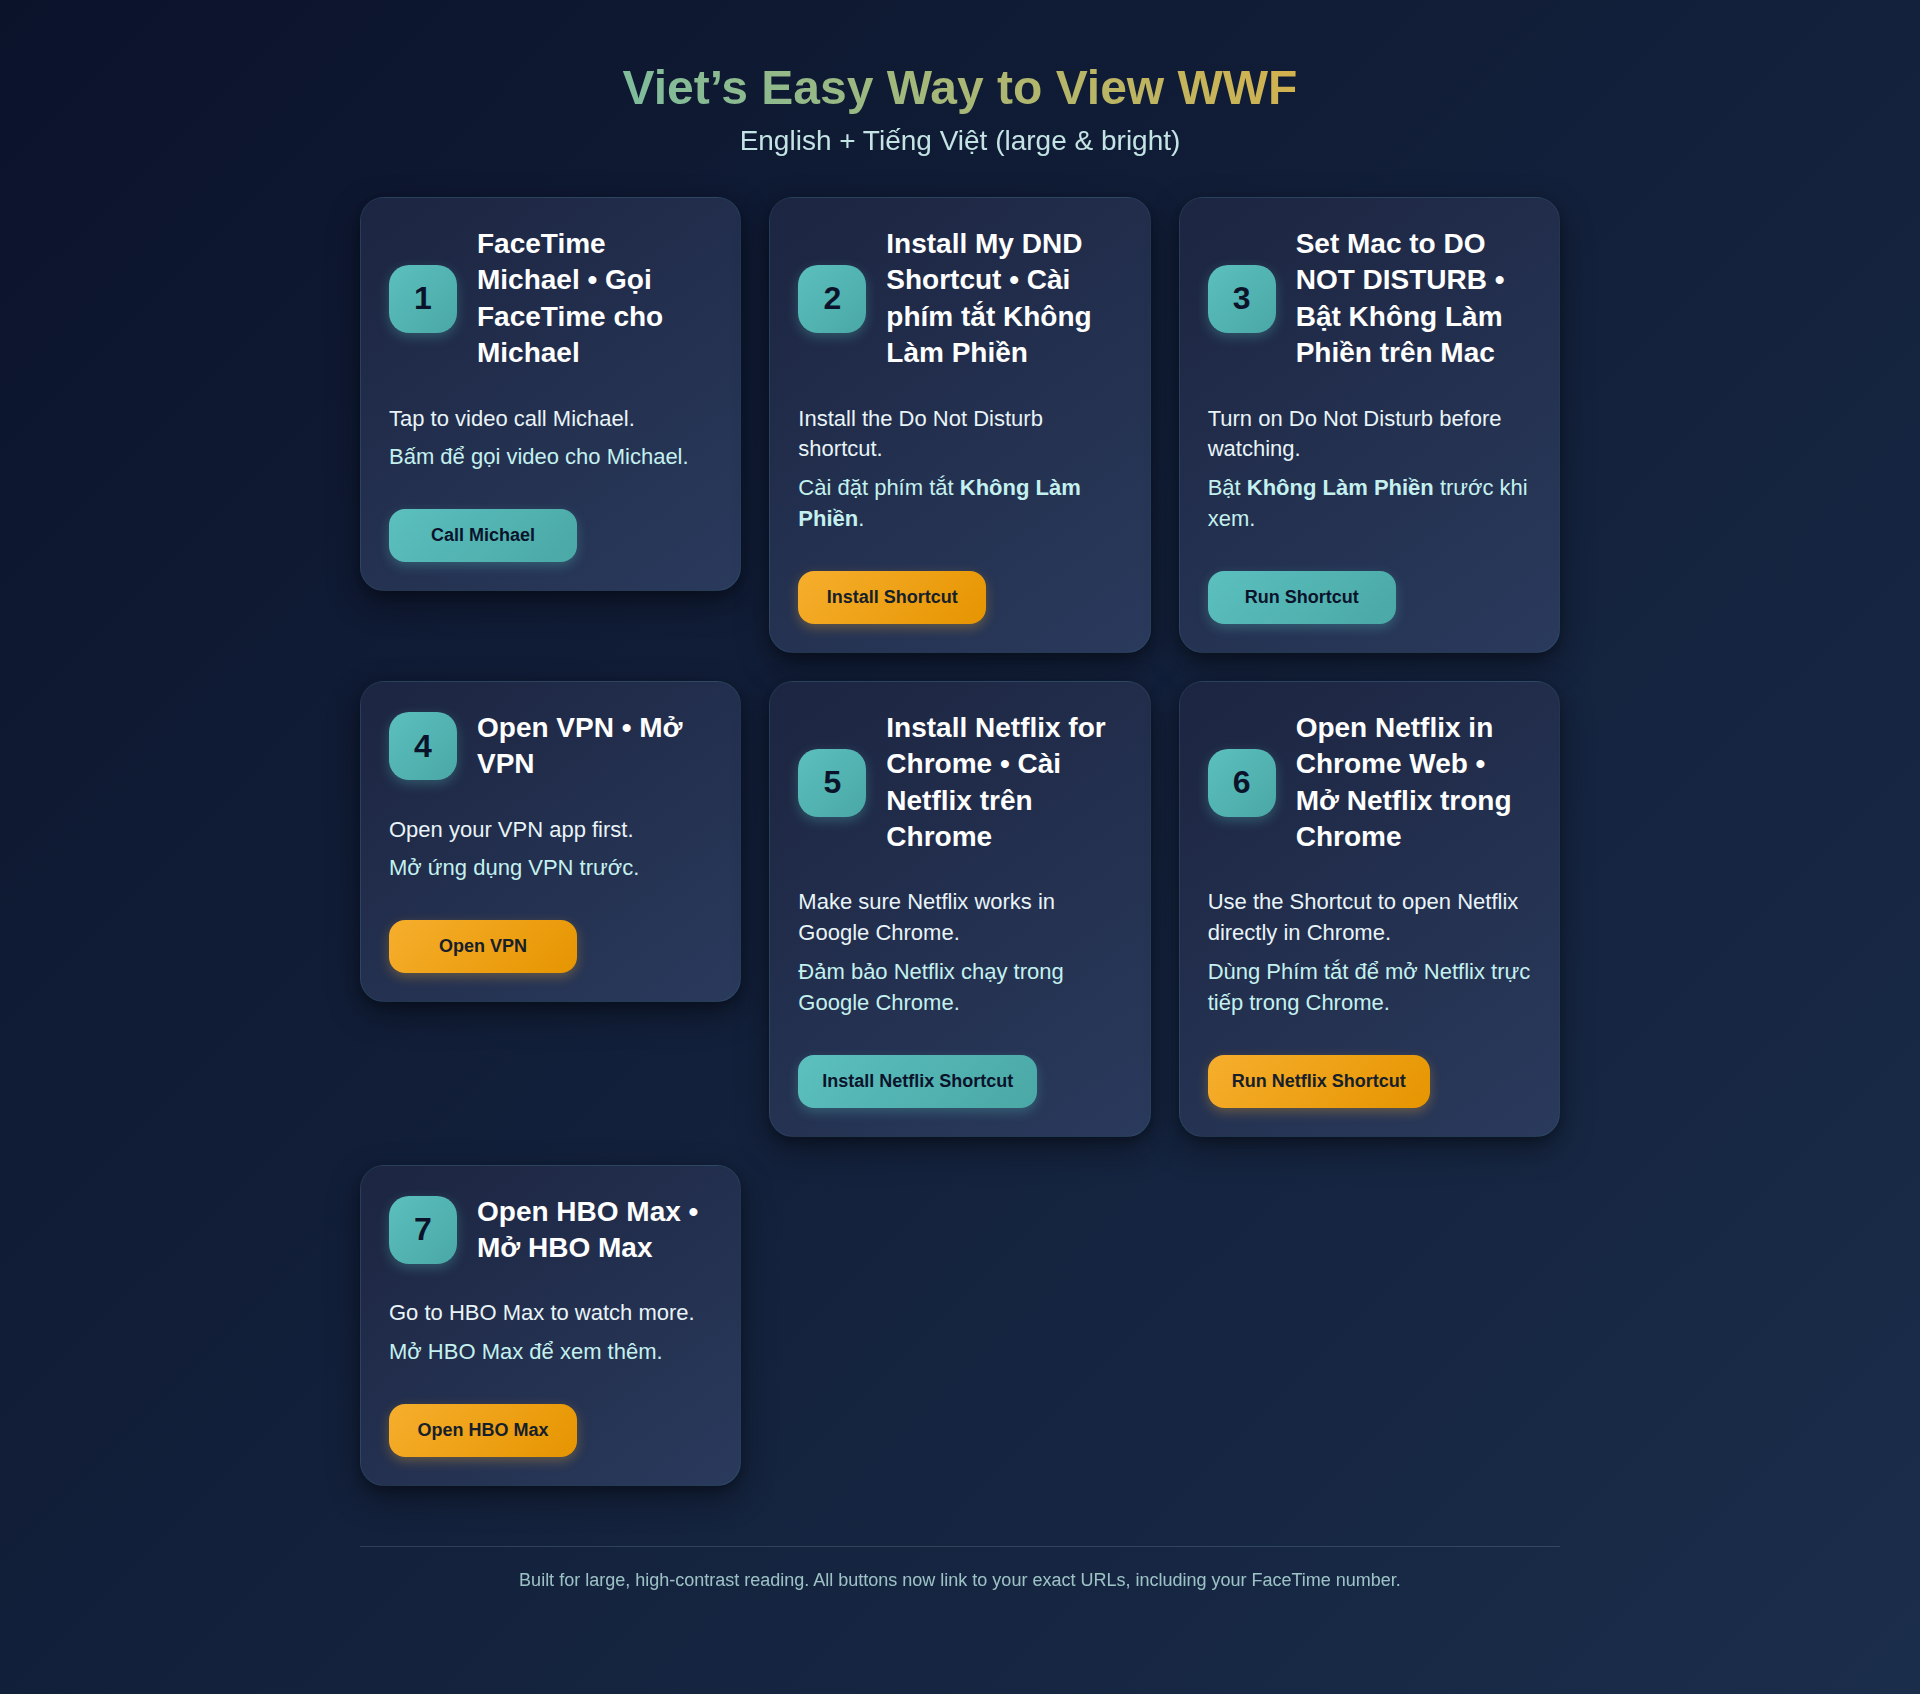 Viet’s Easy Way to View WWF
English + Tiếng Việt (large & bright)
1
FaceTime
Michael • Gọi
FaceTime cho
Michael
Tap to video call Michael.
Bấm để gọi video cho Michael.
Call Michael
2
Install My DND
Shortcut • Cài
phím tắt Không
Làm Phiền
Install the Do Not Disturb
shortcut.
Cài đặt phím tắt Không Làm
Phiền.
Install Shortcut
3
Set Mac to DO
NOT DISTURB •
Bật Không Làm
Phiền trên Mac
Turn on Do Not Disturb before
watching.
Bật Không Làm Phiền trước khi
xem.
Run Shortcut
4
Open VPN • Mở
VPN
Open your VPN app first.
Mở ứng dụng VPN trước.
Open VPN
5
Install Netflix for
Chrome • Cài
Netflix trên
Chrome
Make sure Netflix works in
Google Chrome.
Đảm bảo Netflix chạy trong
Google Chrome.
Install Netflix Shortcut
6
Open Netflix in
Chrome Web •
Mở Netflix trong
Chrome
Use the Shortcut to open Netflix
directly in Chrome.
Dùng Phím tắt để mở Netflix trực
tiếp trong Chrome.
Run Netflix Shortcut
7
Open HBO Max •
Mở HBO Max
Go to HBO Max to watch more.
Mở HBO Max để xem thêm.
Open HBO Max
Built for large, high-contrast reading. All buttons now link to your exact URLs, including your FaceTime number.